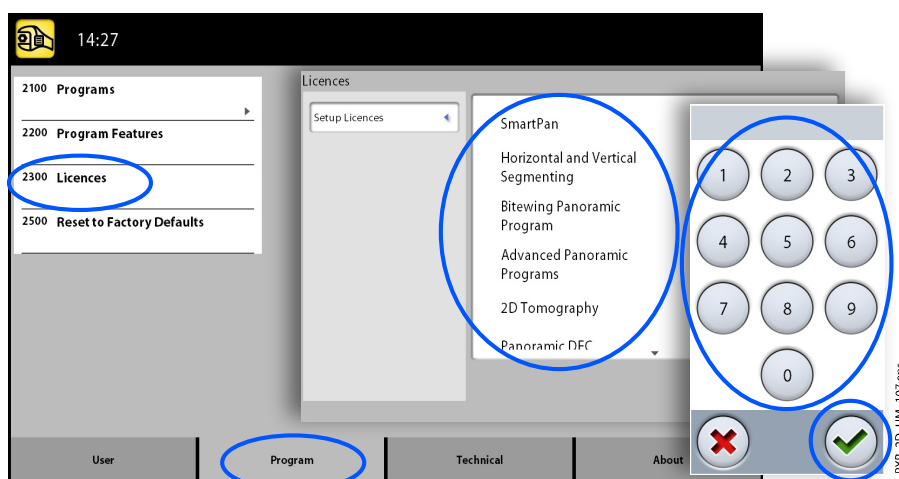 14:27
2100 Programs
2200 Program Features
2300 Licences
2500 Reset to Factory Defaults
Licences
Setup Licences
SmartPan
Horizontal and Vertical
Segmenting
Bitewing Panoramic
Program
Advanced Panoramic
Programs
2D Tomography
Panoramic DEC
1 2 3
4 5 6
7 8 9
0
User Program Technical About